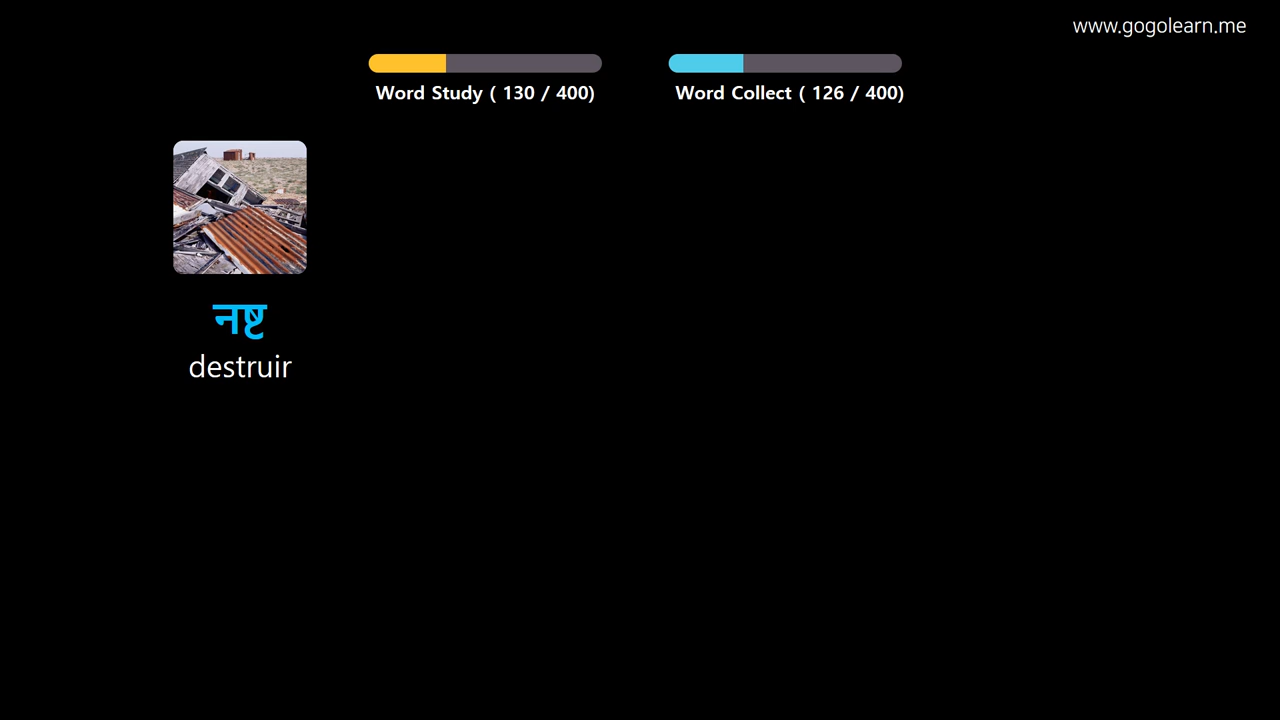 www.gogolearn.me
Word Study ( 130 / 400)
Word Collect ( 126 / 400)
नष्ट
destruir